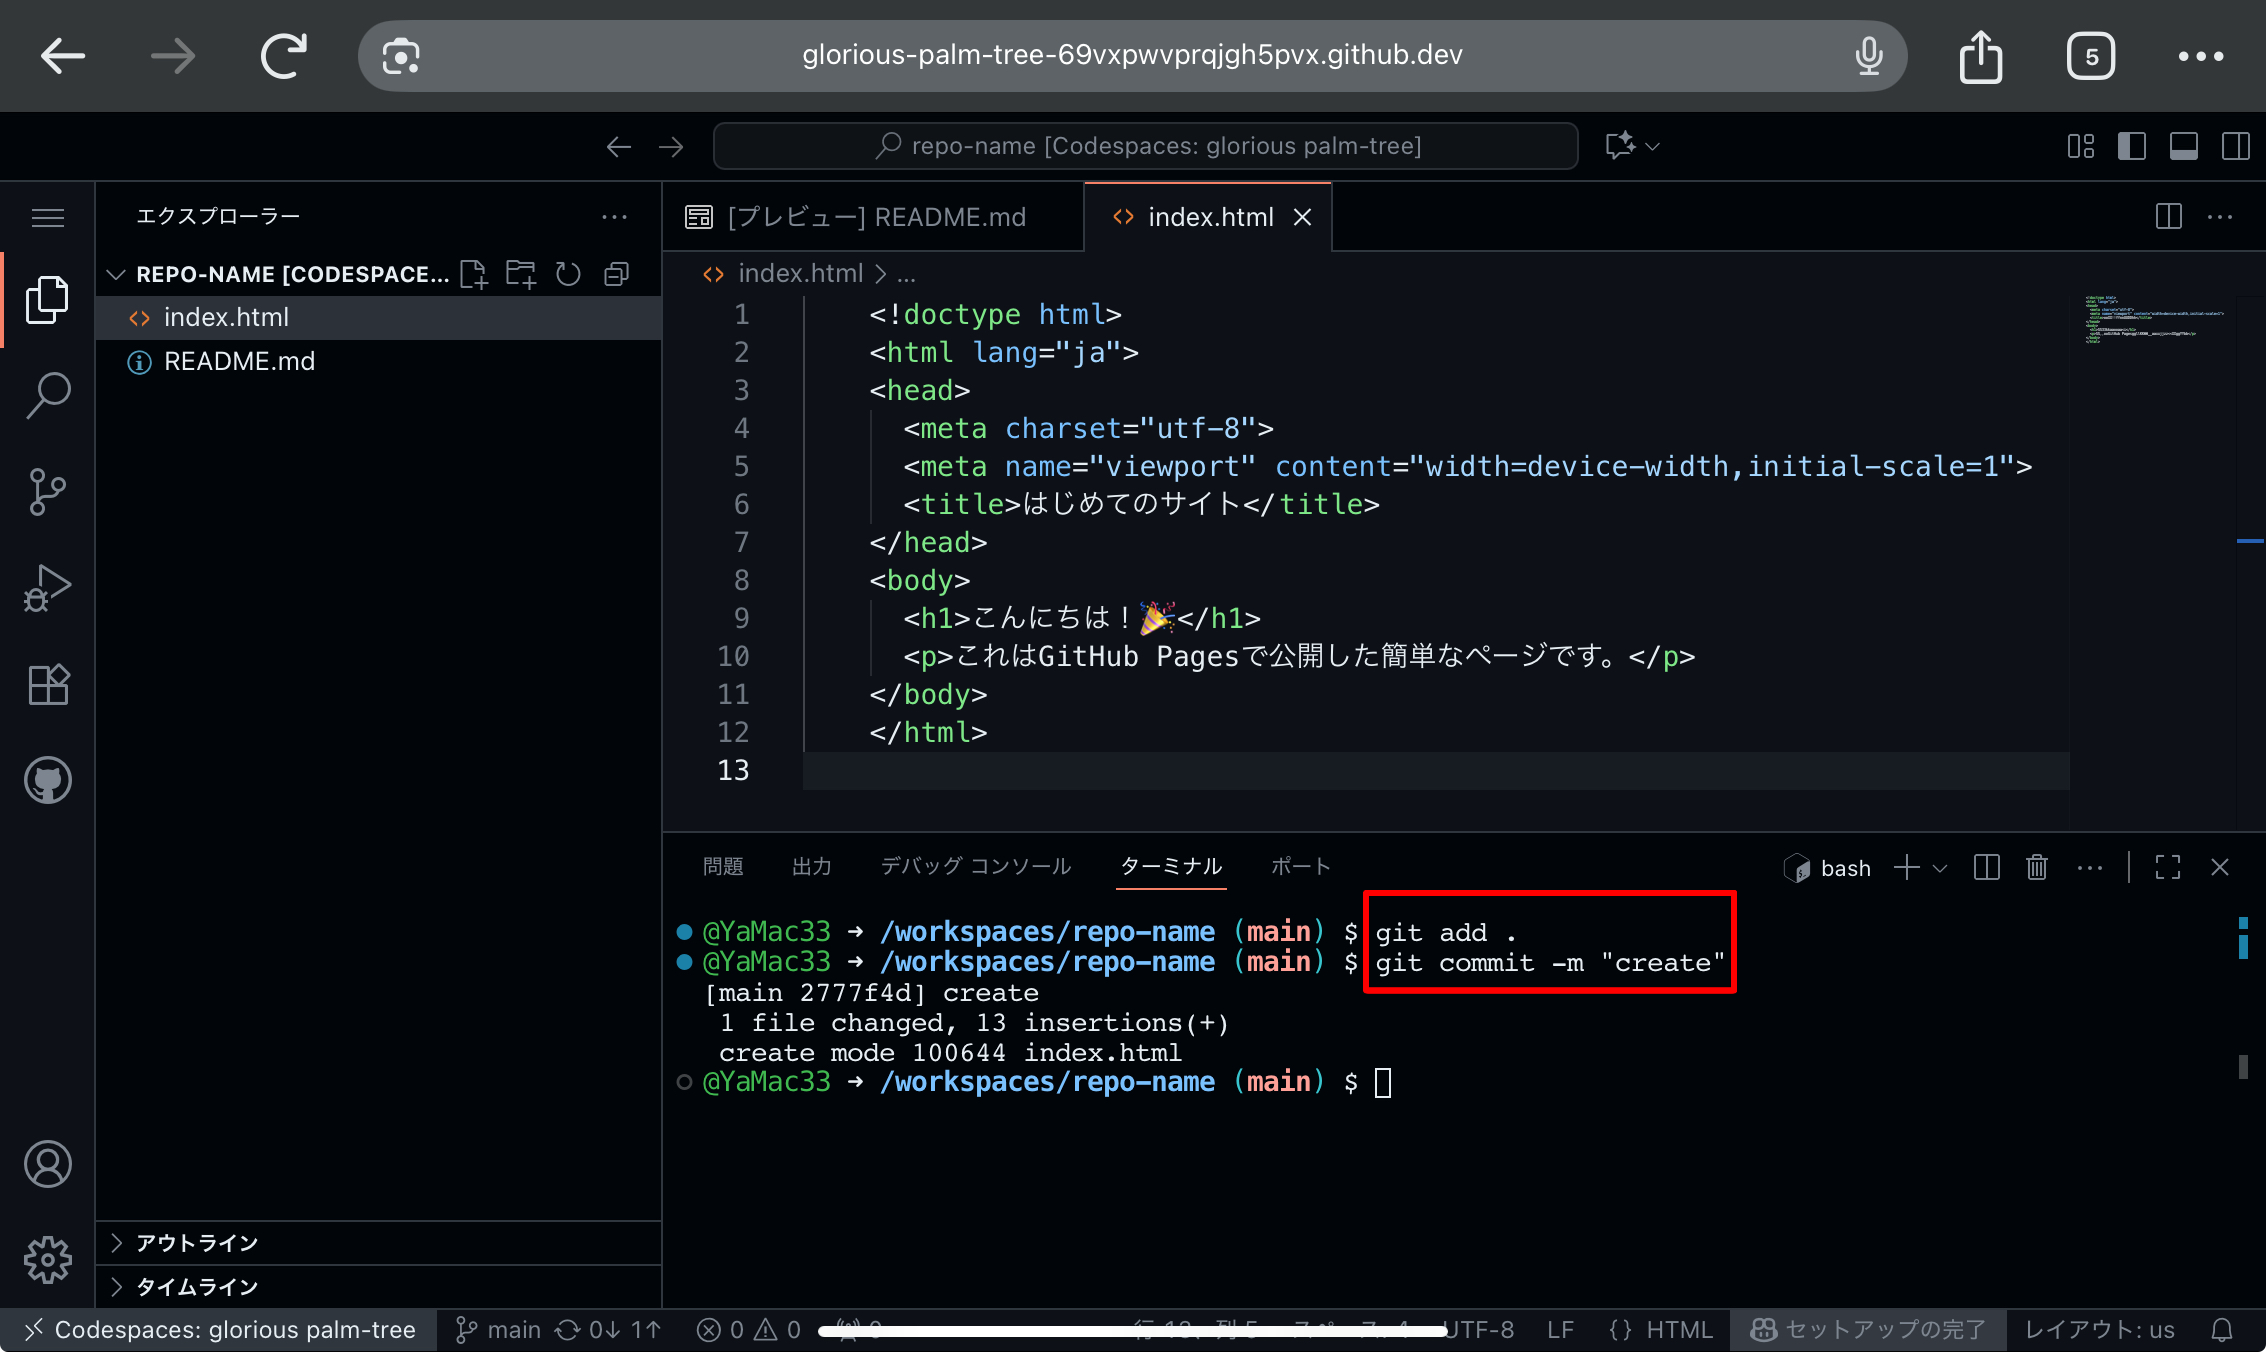 glorious-palm-tree-69vxpwvprqjgh5pvx.github.dev
5
repo-name [Codespaces: glorious palm-tree]
エクスプローラー
REPO-NAME [CODESPACE...
index.html
README.md
アウトライン
タイムライン
[プレビュー] README.md
index.html
index.html > ...
1 <!doctype html>
2 <html lang="ja">
3 <head>
4 <meta charset="utf-8">
5 <meta name="viewport" content="width=device-width,initial-scale=1">
6 <title>はじめてのサイト</title>
7 </head>
8 <body>
9 <h1>こんにちは！🎉</h1>
10 <p>これはGitHub Pagesで公開した簡単なページです。</p>
11 </body>
12 </html>
13
問題 出力 デバッグ コンソール ターミナル ポート
bash
@YaMac33 ➜ /workspaces/repo-name (main) $ git add .
@YaMac33 ➜ /workspaces/repo-name (main) $ git commit -m "create"
[main 2777f4d] create
1 file changed, 13 insertions(+)
create mode 100644 index.html
@YaMac33 ➜ /workspaces/repo-name (main) $
Codespaces: glorious palm-tree main 0↓ 1↑ 0 0 UTF-8 LF {} HTML セットアップの完了 レイアウト: us